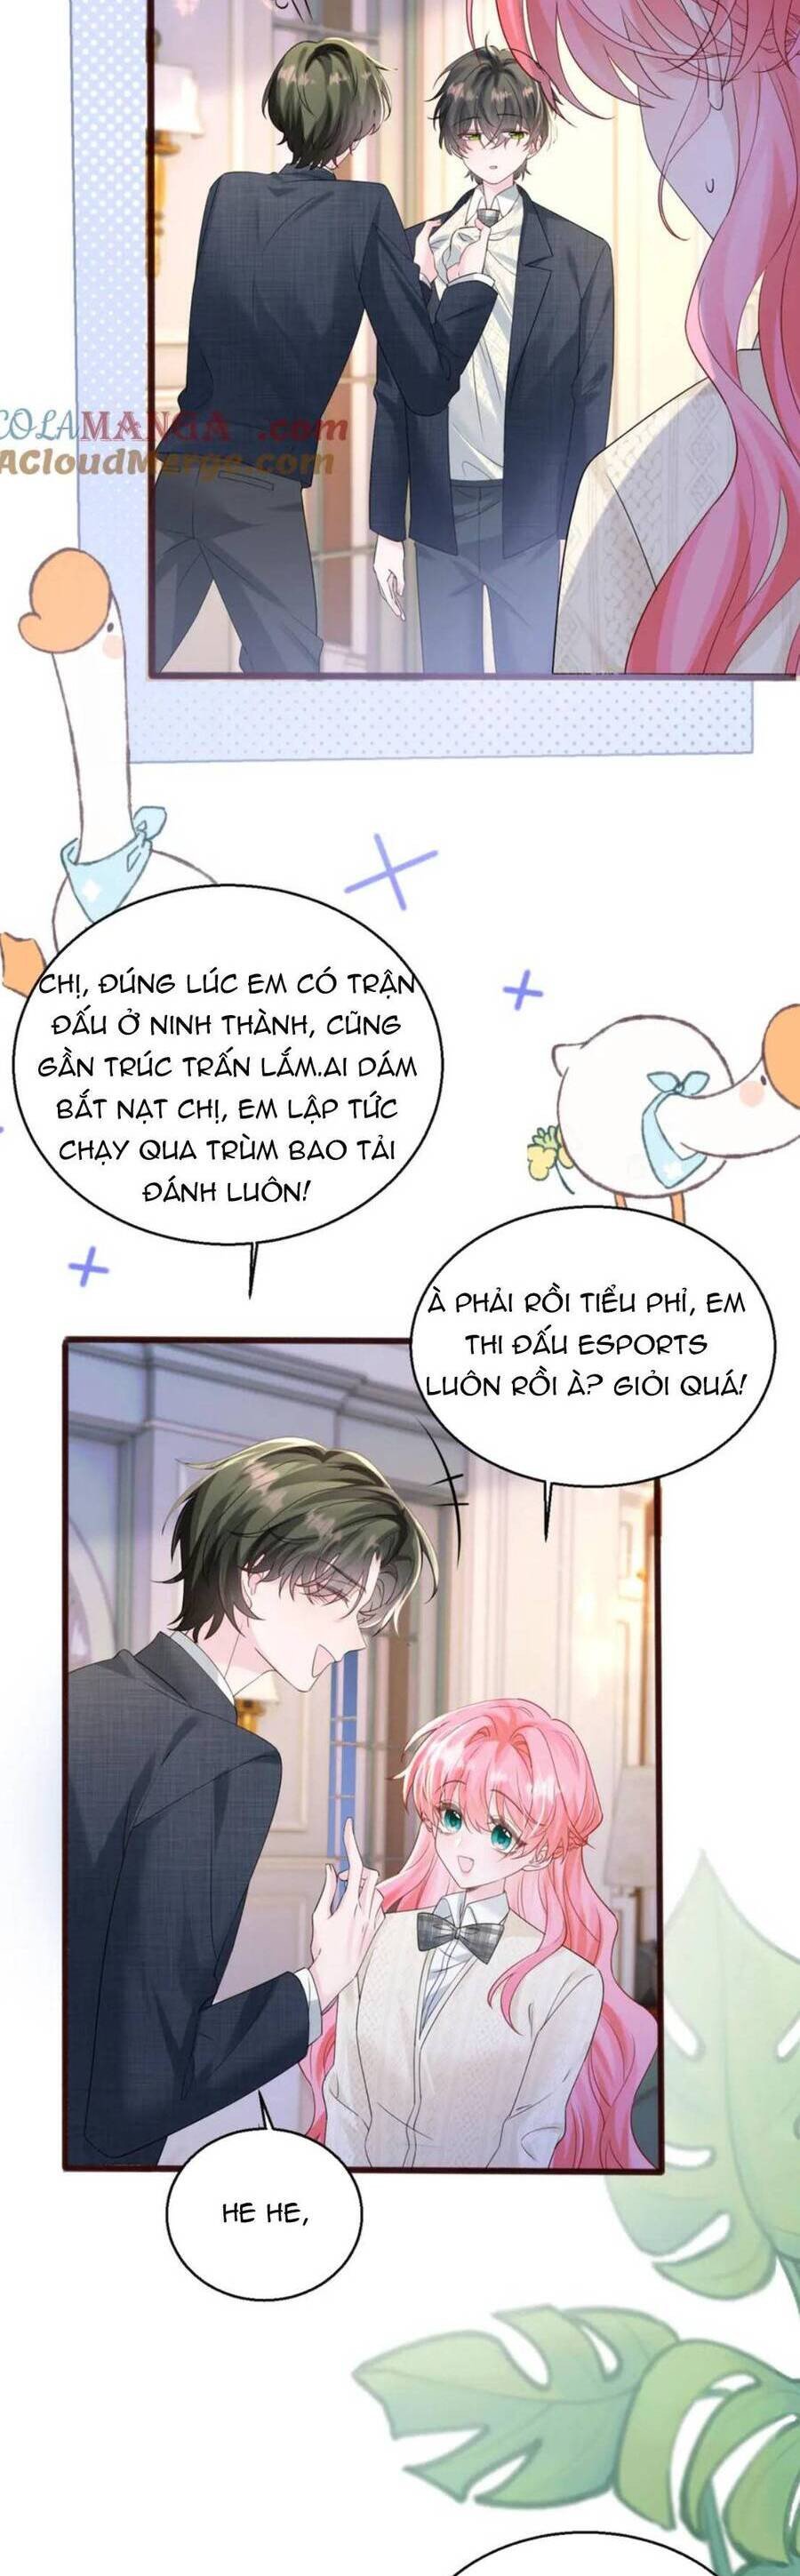 COLAMANGA .com
ACloudMerge.com
CHỊ, ĐÚNG LÚC EM CÓ TRẬN
ĐẤU Ở NINH THÀNH, CŨNG
GẦN TRÚC TRẤN LẮM.AI DÁM
BẮT NẠT CHỊ, EM LẬP TỨC
CHẠY QUA TRÙM BAO TẢI
ĐÁNH LUÔN!
À PHẢI RỒI TIỂU PHỈ, EM
THI ĐẤU ESPORTS
LUÔN RỒI À? GIỎI QUÁ!
HE HE,